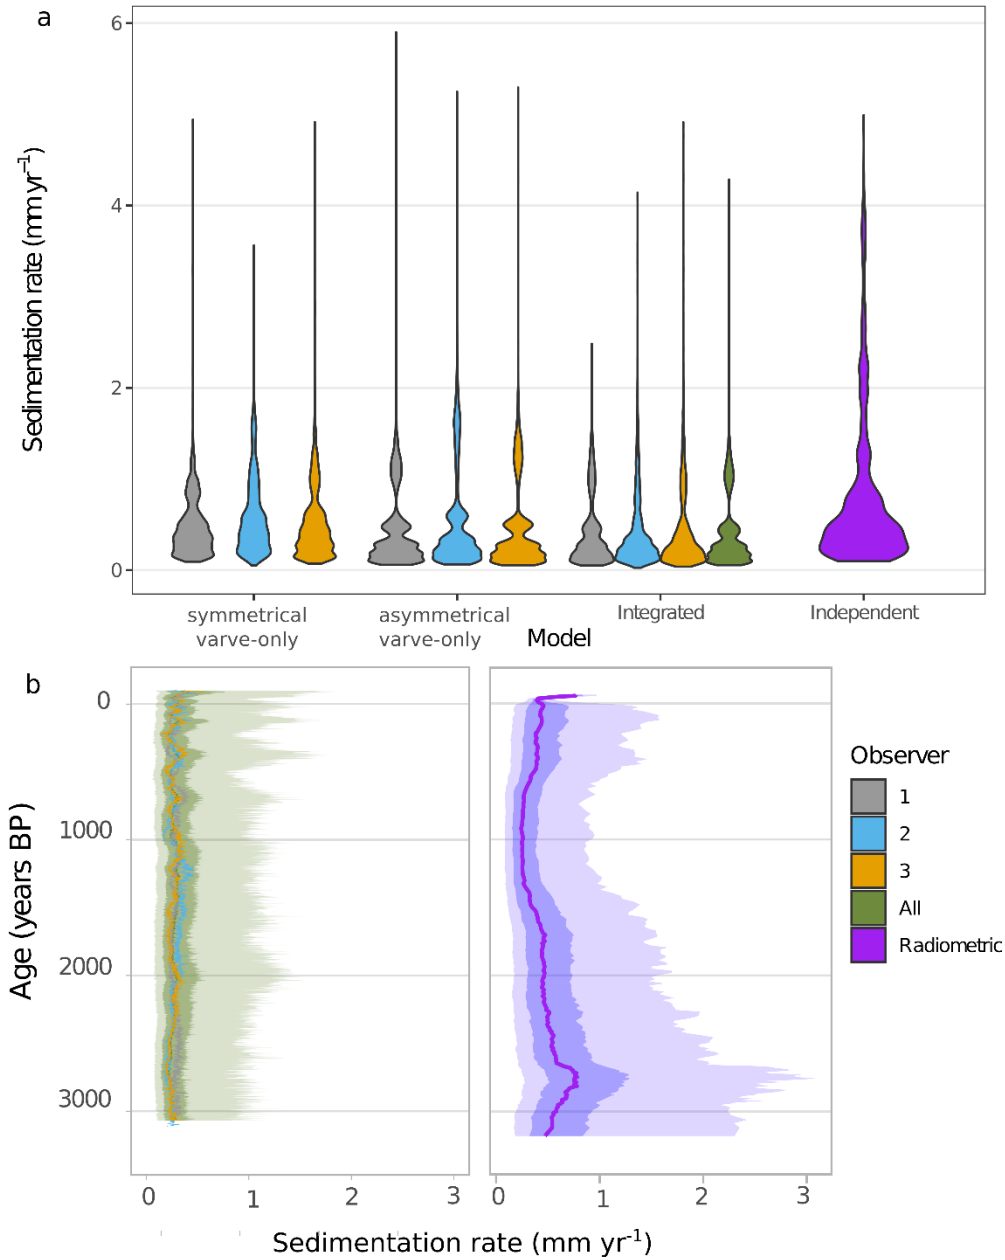 a
Sedimentation rate (mm yr⁻¹)
6
4
2
0
symmetrical
varve-only
asymmetrical
varve-only
Integrated
Independent
Model
b
Age (years BP)
0
1000
2000
3000
0 1 2 3
0 1 2 3
Sedimentation rate (mm yr⁻¹)
Observer
1
2
3
All
Radiometric